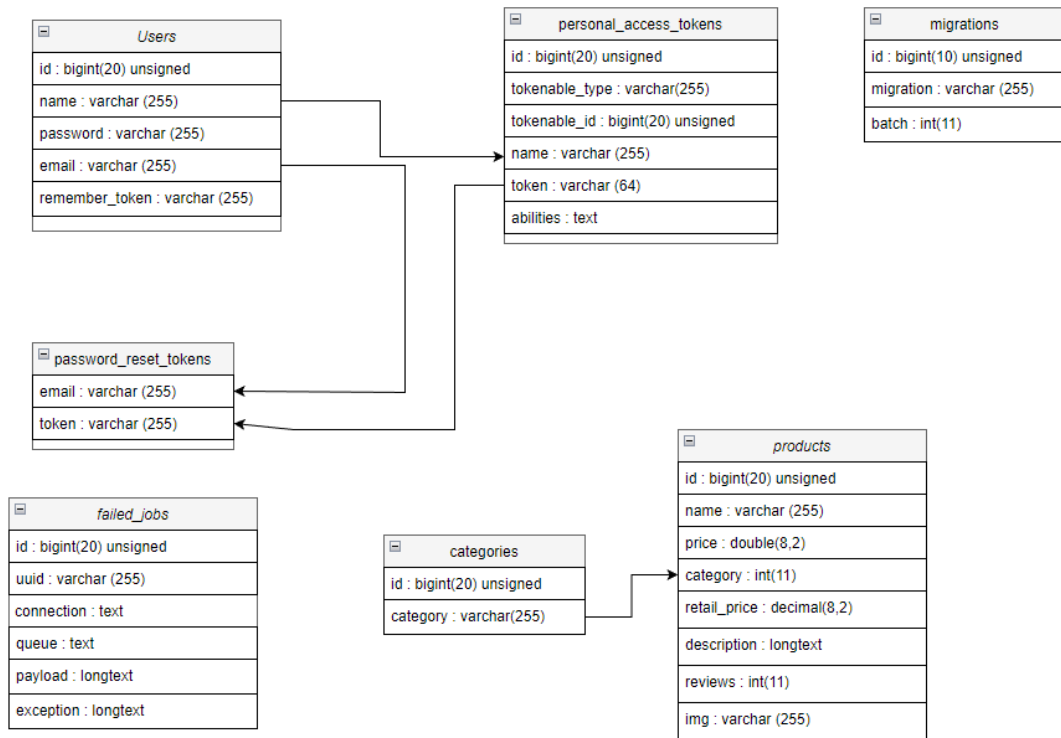 Users
id : bigint(20) unsigned
name : varchar (255)
password : varchar (255)
email : varchar (255)
remember_token : varchar (255)
personal_access_tokens
id : bigint(20) unsigned
tokenable_type : varchar(255)
tokenable_id : bigint(20) unsigned
name : varchar (255)
token : varchar (64)
abilities : text
migrations
id : bigint(10) unsigned
migration : varchar (255)
batch : int(11)
password_reset_tokens
email : varchar (255)
token : varchar (255)
failed_jobs
id : bigint(20) unsigned
uuid : varchar (255)
connection : text
queue : text
payload : longtext
exception : longtext
categories
id : bigint(20) unsigned
category : varchar(255)
products
id : bigint(20) unsigned
name : varchar (255)
price : double(8,2)
category : int(11)
retail_price : decimal(8,2)
description : longtext
reviews : int(11)
img : varchar (255)